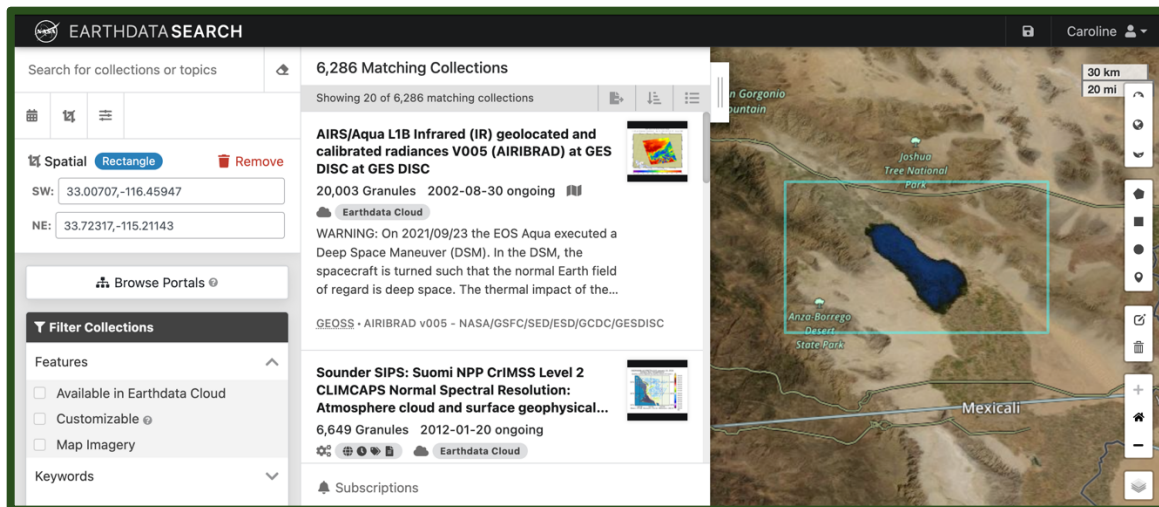 NASA
EARTHDATA SEARCH
Caroline
Search for collections or topics
Spatial
Rectangle
Remove
SW:
33.00707,-116.45947
NE:
33.72317,-115.21143
Browse Portals
Filter Collections
Features
Available in Earthdata Cloud
Customizable
Map Imagery
Keywords
6,286 Matching Collections
Showing 20 of 6,286 matching collections
AIRS/Aqua L1B Infrared (IR) geolocated and
calibrated radiances V005 (AIRIBRAD) at GES
DISC at GES DISC
20,003 Granules 2002-08-30 ongoing
Earthdata Cloud
WARNING: On 2021/09/23 the EOS Aqua executed a
Deep Space Maneuver (DSM). In the DSM, the
spacecraft is turned such that the normal Earth field
of regard is deep space. The thermal impact of the...
GEOSS • AIRIBRAD v005 - NASA/GSFC/SED/ESD/GCDC/GESDISC
Sounder SIPS: Suomi NPP CrIMSS Level 2
CLIMCAPS Normal Spectral Resolution:
Atmosphere cloud and surface geophysical...
6,649 Granules 2012-01-20 ongoing
Earthdata Cloud
Subscriptions
30 km
20 mi
n Gorgonio
ountain
Joshua
Tree National
Park
Anza-Borrego
Desert
State Park
Mexicali